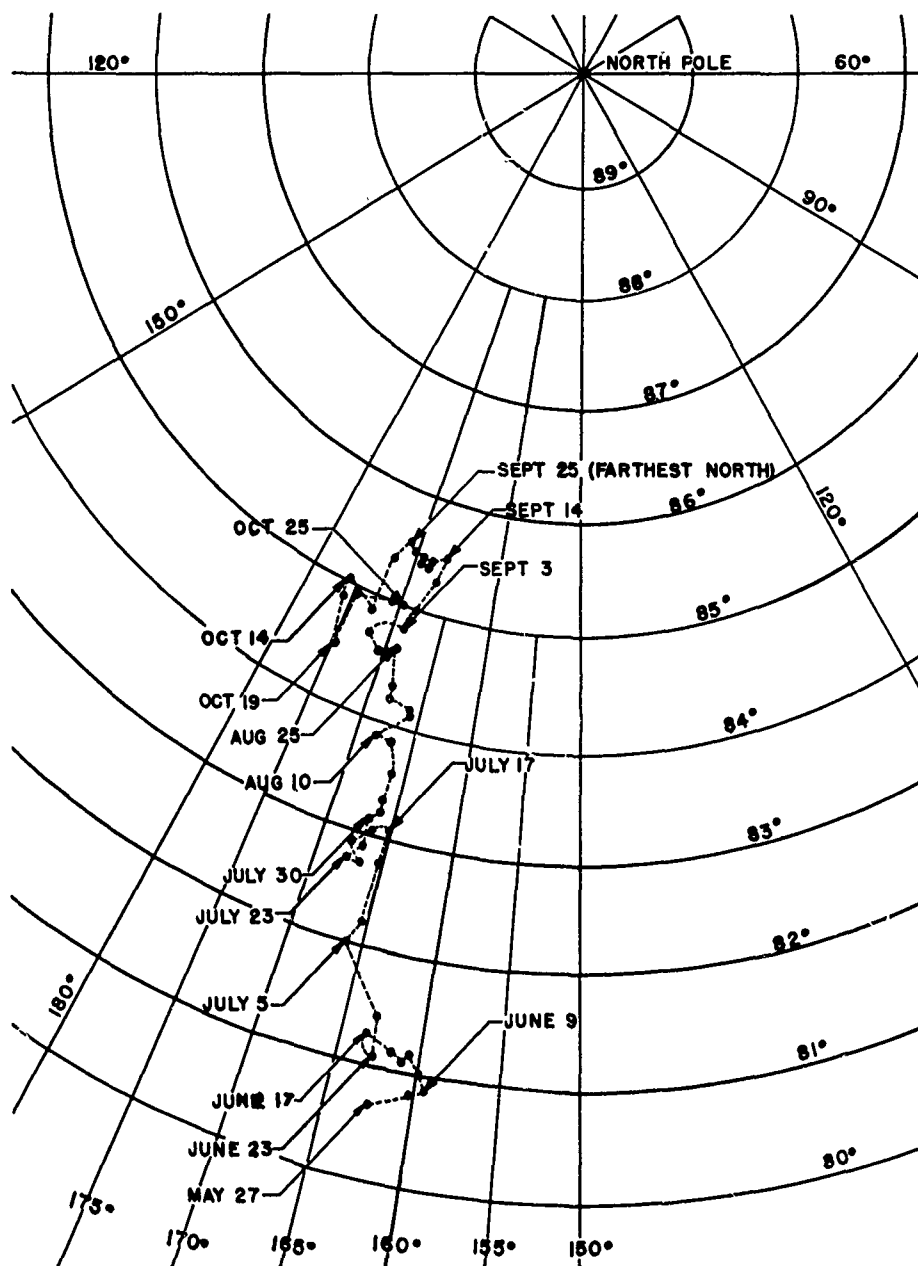 120°
NORTH POLE
60°
89°
90°
88°
150°
87°
SEPT 25 (FARTHEST NORTH)
86°
SEPT 14
120°
OCT 25
SEPT 3
85°
OCT 14
OCT 19
84°
AUG 25
JULY 17
AUG 10
83°
JULY 30
JULY 23
82°
180°
JULY 5
JUNE 9
81°
JUNE 17
JUNE 23
80°
MAY 27
175°
170°
165°
160°
155°
150°